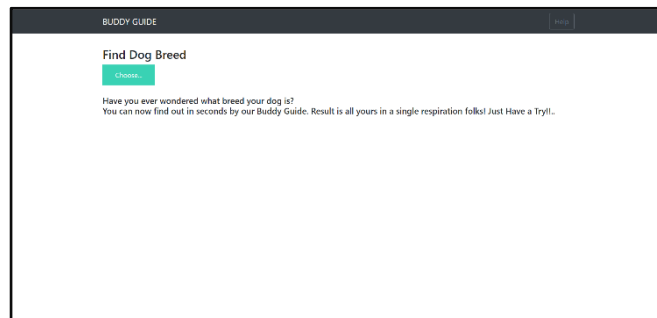 BUDDY GUIDE
Help
Find Dog Breed
Choose..
Have you ever wondered what breed your dog is?
You can now find out in seconds by our Buddy Guide. Result is all yours in a single respiration folks! Just Have a Try!!..